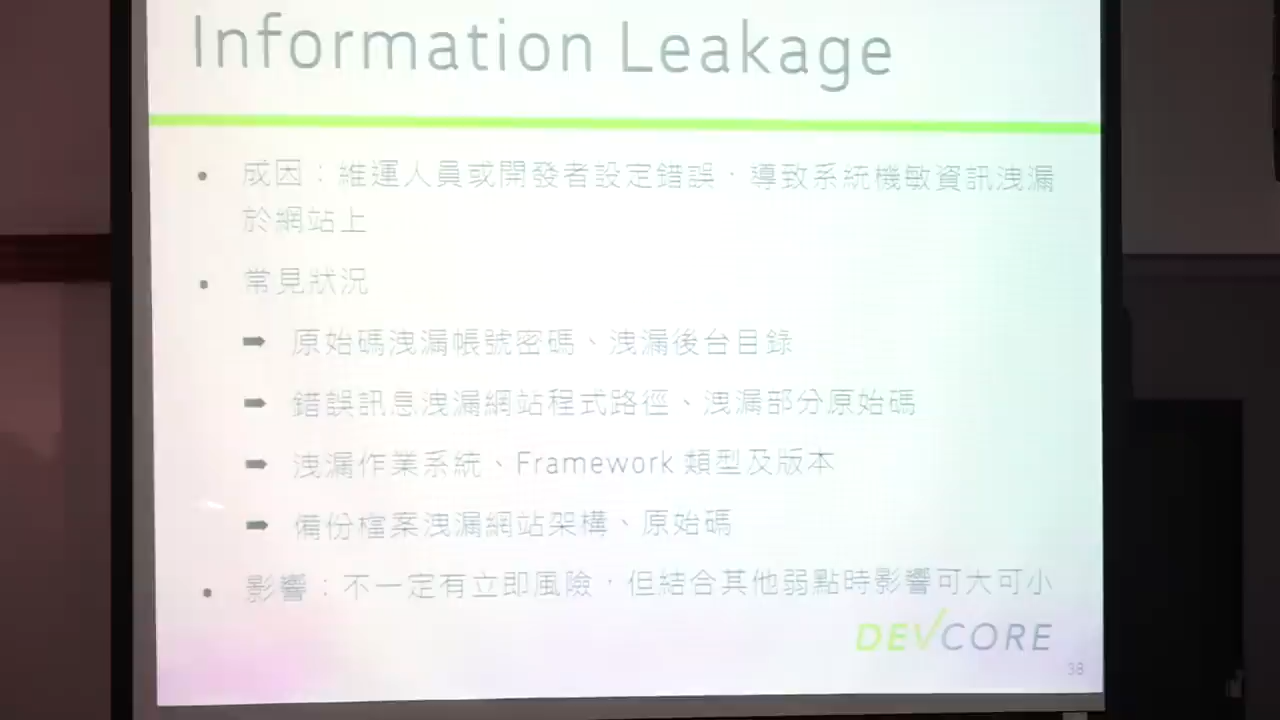 Information Leakage
• 成因：維運人員或開發者設定錯誤，導致系統機敏資訊洩漏
於網站上
• 常見狀況
➡ 原始碼洩漏帳號密碼、洩漏後台目錄
➡ 錯誤訊息洩漏網站程式路徑、洩漏部分原始碼
➡ 洩漏作業系統、Framework 類型及版本
➡ 備份檔案洩漏網站架構、原始碼
• 影響：不一定有立即風險，但結合其他弱點時影響可大可小
DEVCORE
38